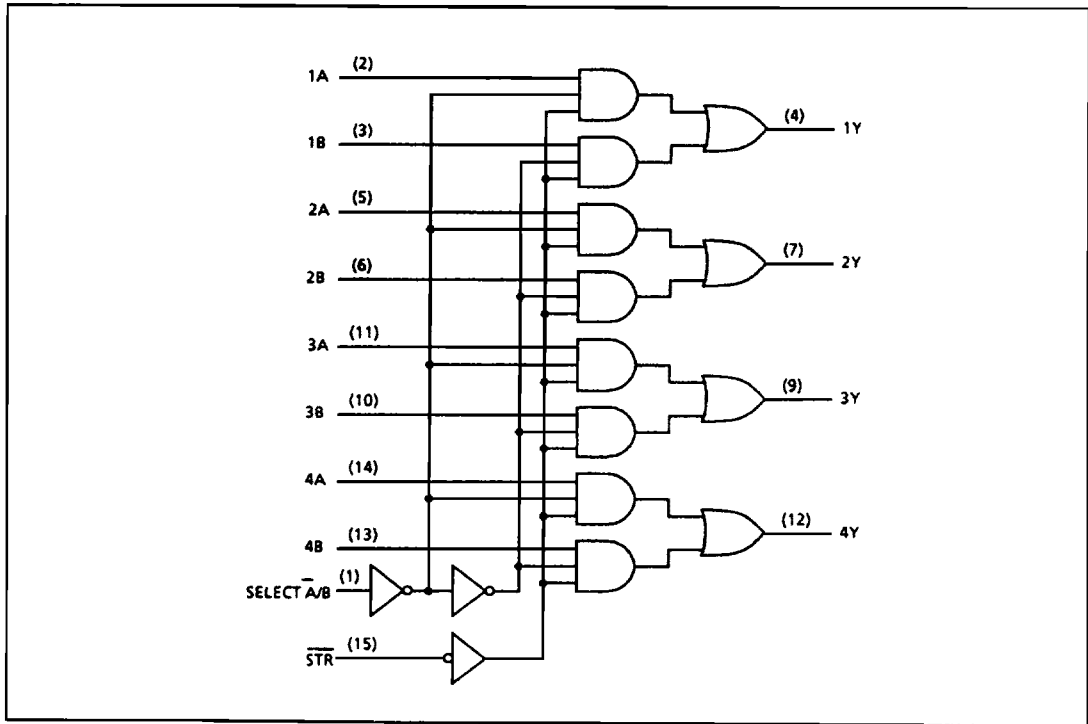 1A (2)
(4) 1Y
1B (3)
2A (5)
(7) 2Y
2B (6)
3A (11)
(9) 3Y
3B (10)
4A (14)
(12) 4Y
4B (13)
SELECT A̅/B (1)
S̅T̅R̅ (15)